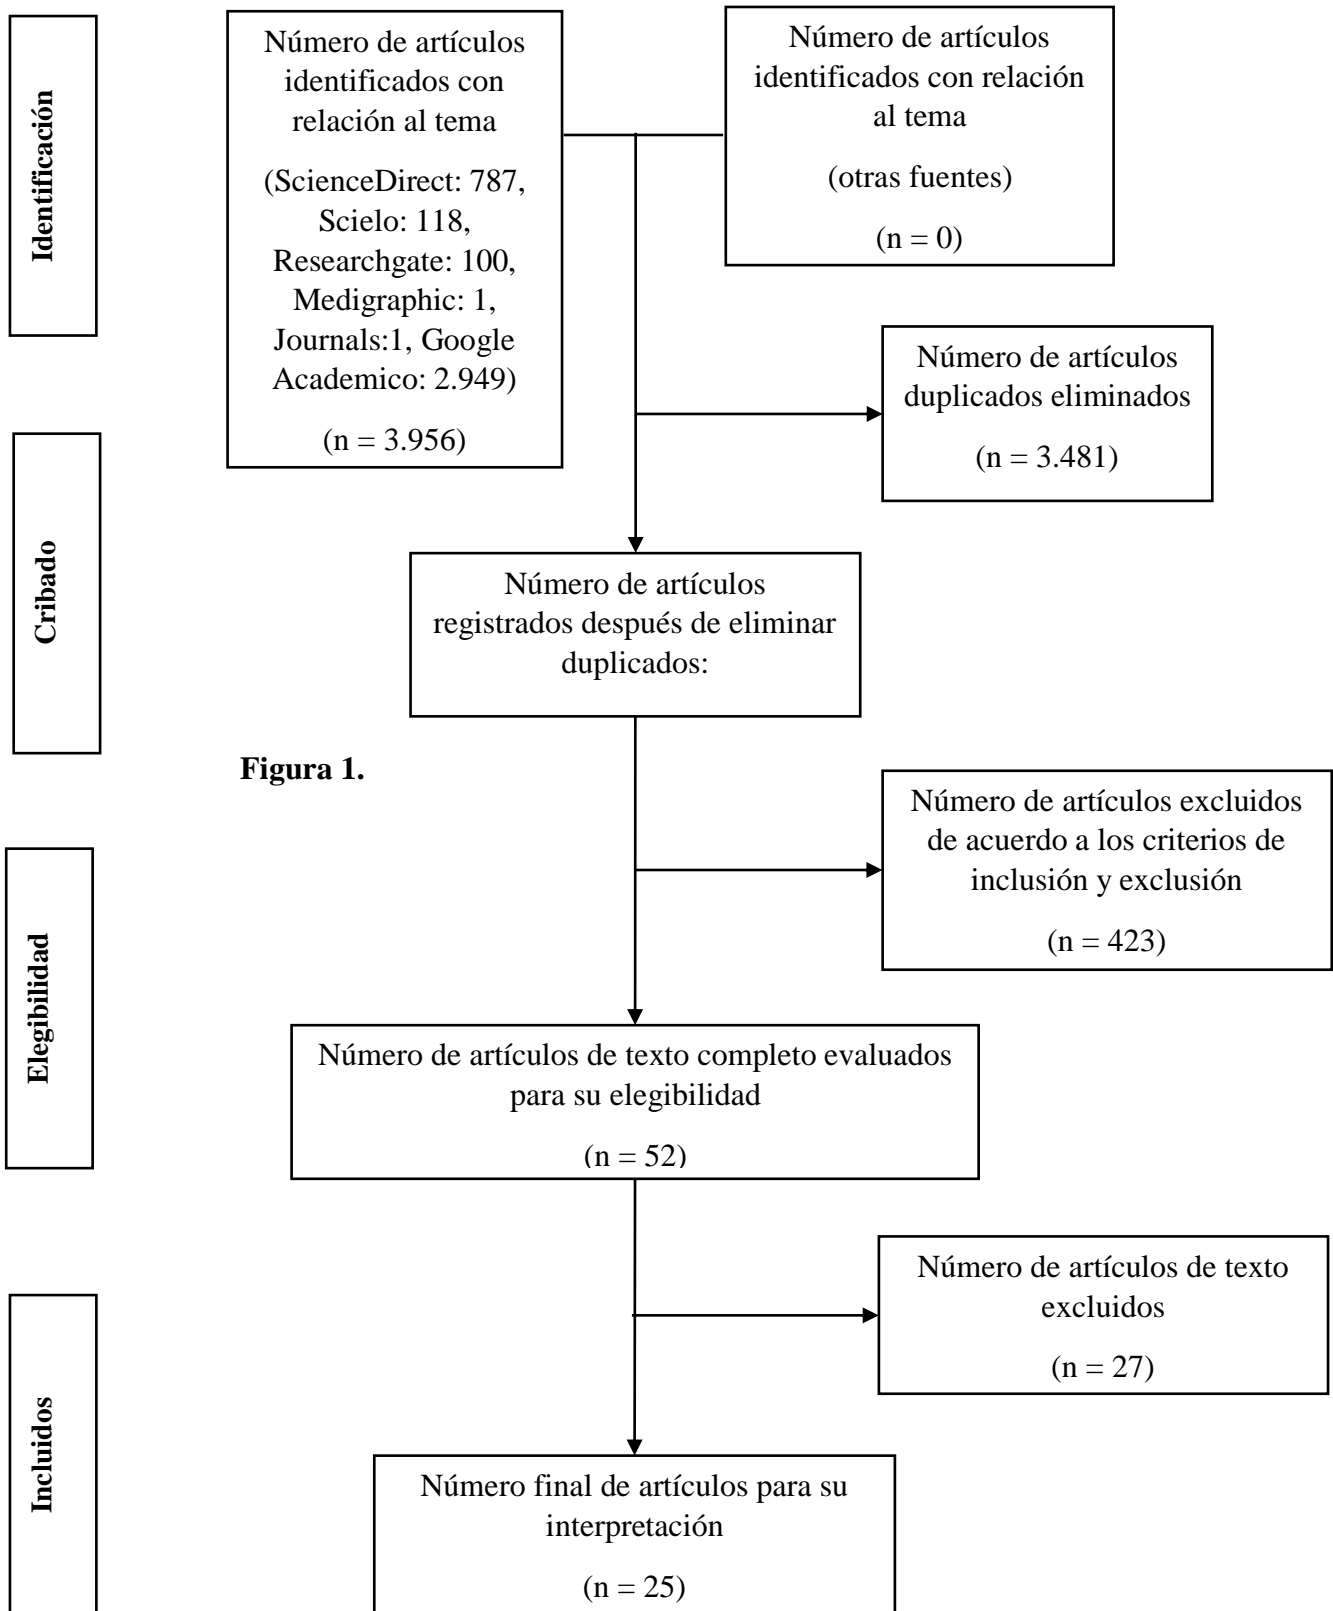 Identificación
Número de artículos
identificados con
relación al tema
(ScienceDirect: 787,
Scielo: 118,
Researchgate: 100,
Medigraphic: 1,
Journals:1, Google
Academico: 2.949)
(n = 3.956)
Número de artículos
identificados con relación
al tema
(otras fuentes)
(n = 0)
Número de artículos
duplicados eliminados
(n = 3.481)
Cribado
Número de artículos
registrados después de eliminar
duplicados:
Figura 1.
Número de artículos excluidos
de acuerdo a los criterios de
inclusión y exclusión
(n = 423)
Elegibilidad
Número de artículos de texto completo evaluados
para su elegibilidad
(n = 52)
Número de artículos de texto
excluidos
(n = 27)
Incluidos
Número final de artículos para su
interpretación
(n = 25)